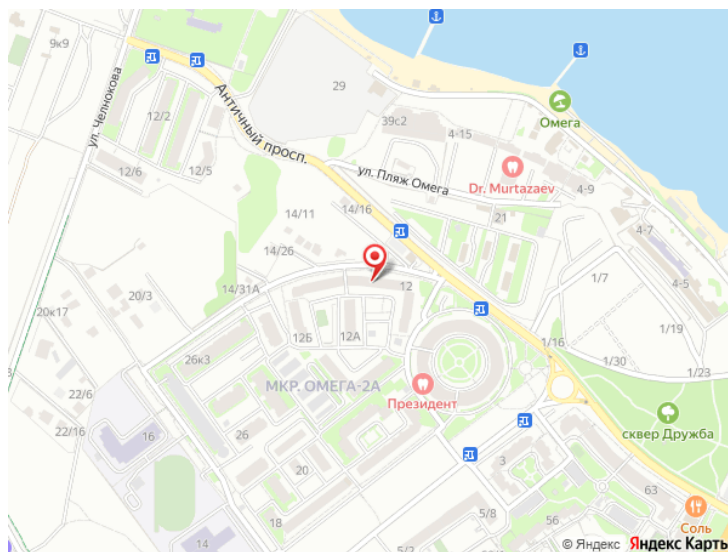 9к9
ул. Челнокова
12/2
12/6
12/5
Античный просп.
29
39с2
4-15
Омега
ул. Пляж Омега
Dr. Murtazaev
4-9
4-7
4-5
21
14/11
14/16
14/26
14/31А
20/3
20к17
12
12Б
12А
1/7
1/19
1/16
1/30
1/23
26к3
МКР. ОМЕГА-2А
Президент
22/6
22/16
16
26
20
18
14
3
5/8
5/2
56
63
сквер Дружба
Соль
© Яндекс Яндекс Карты